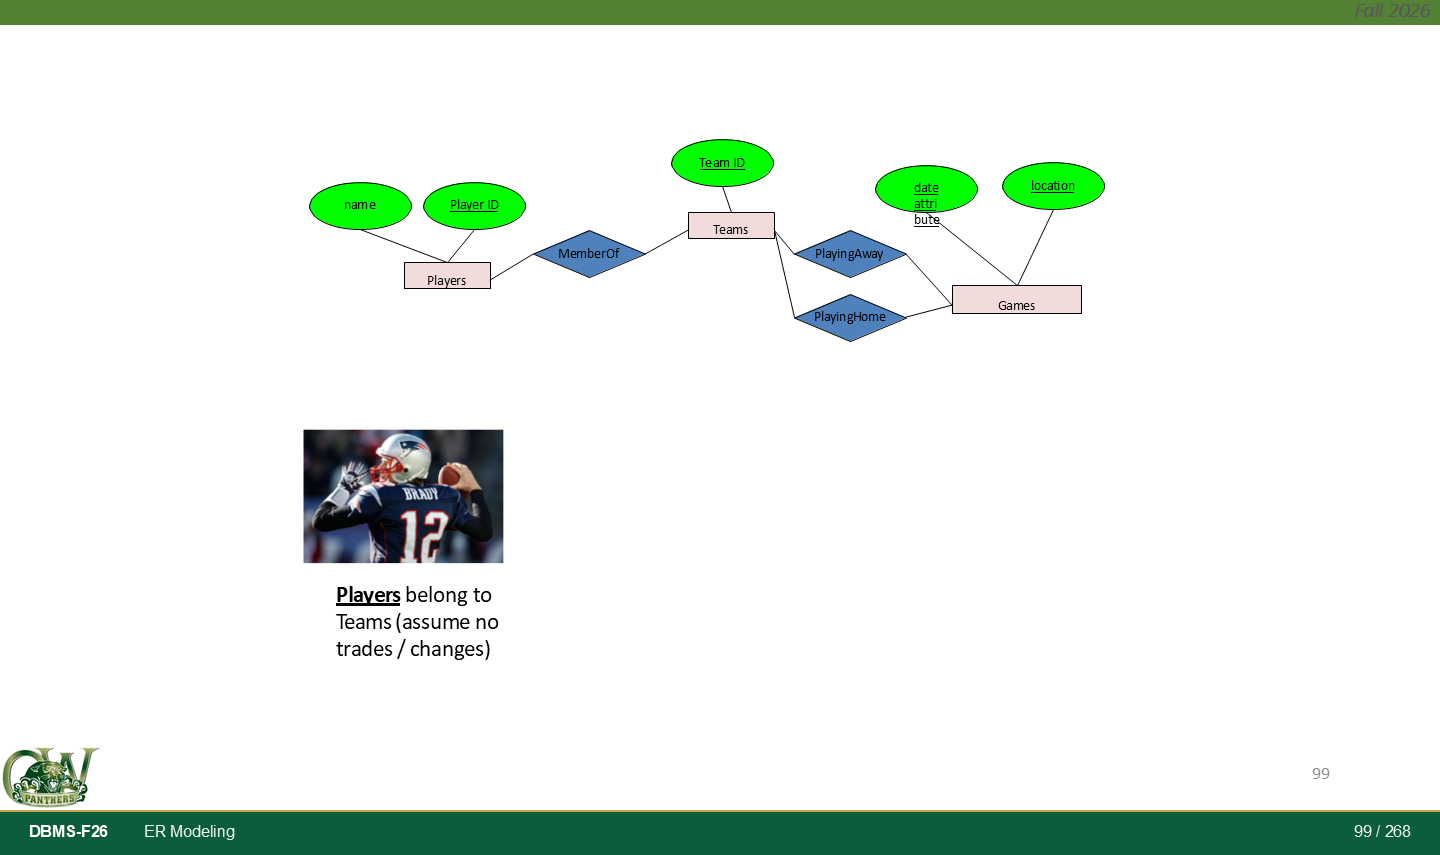 Fall 2026
Team ID
date
attri
bute
location
name
Player ID
Teams
MemberOf
PlayingAway
Players
Games
PlayingHome
BRADY
12
Players belong to
Teams (assume no
trades / changes)
OW
PANTHERS
99
DBMS-F26 ER Modeling 99 / 268